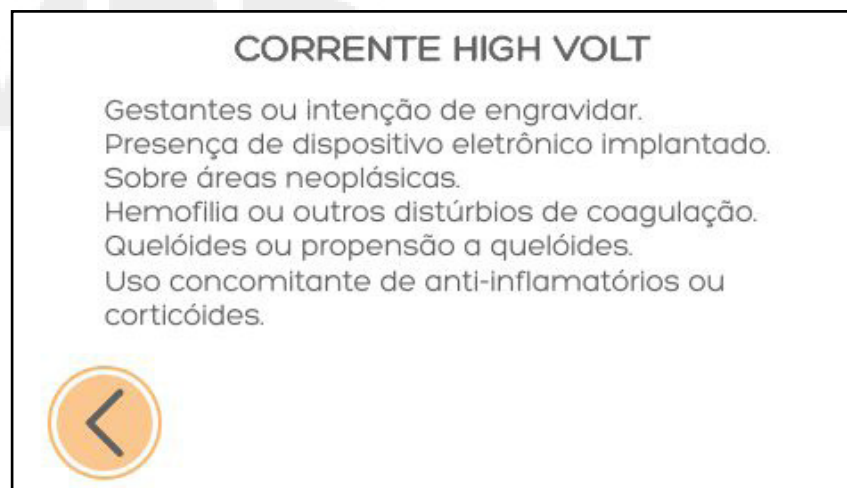 CORRENTE HIGH VOLT
Gestantes ou intenção de engravidar.
Presença de dispositivo eletrônico implantado.
Sobre áreas neoplásicas.
Hemofilia ou outros distúrbios de coagulação.
Quelóides ou propensão a quelóides.
Uso concomitante de anti-inflamatórios ou
corticóides.